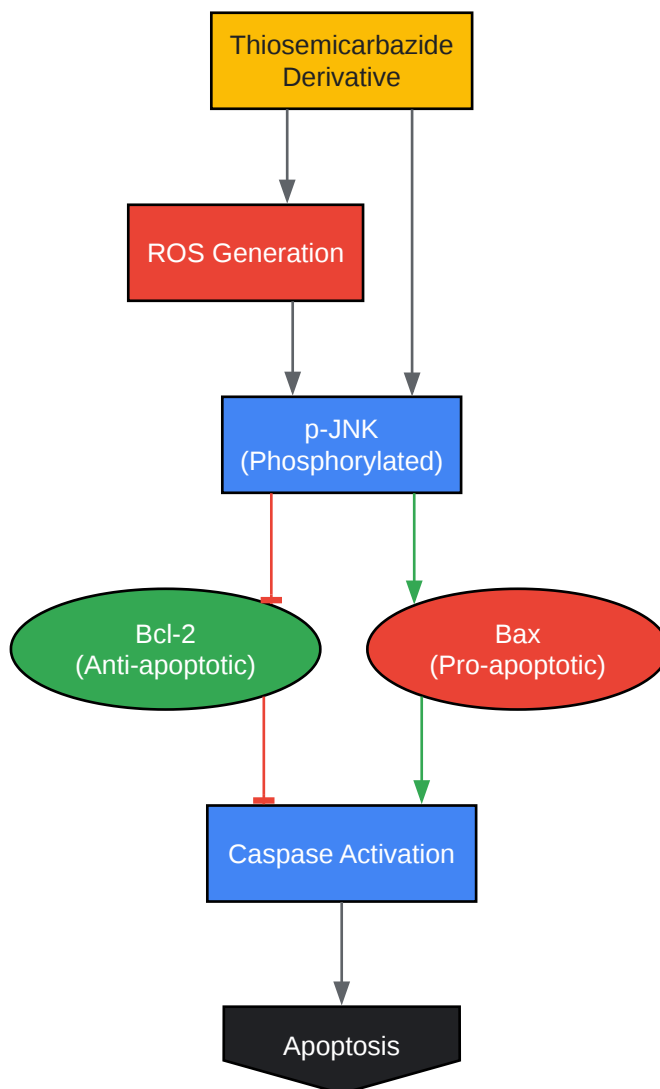 Thiosemicarbazide
Derivative
ROS Generation
p-JNK
(Phosphorylated)
Bcl-2
(Anti-apoptotic)
Bax
(Pro-apoptotic)
Caspase Activation
Apoptosis